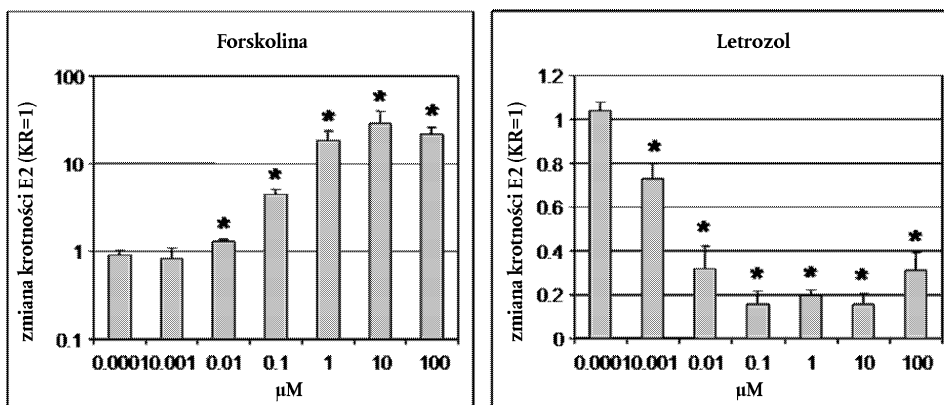 Forskolina
zmiana krotności E2 (KR=1)
100
10
1
0.1
0.0001 0.001 0.01 0.1 1 10 100
µM
* * * * *
Letrozol
zmiana krotności E2 (KR=1)
1.2
1
0.8
0.6
0.4
0.2
0
0.0001 0.001 0.01 0.1 1 10 100
µM
* * * * * *